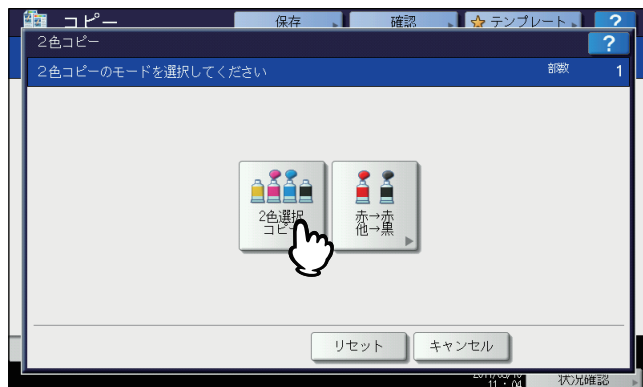 コピー 保存 確認 テンプレート ?
2色コピー ?
2色コピーのモードを選択してください 部数 1
2色選択 赤→赤
他→黒
リセット キャンセル
11:04 状況確認